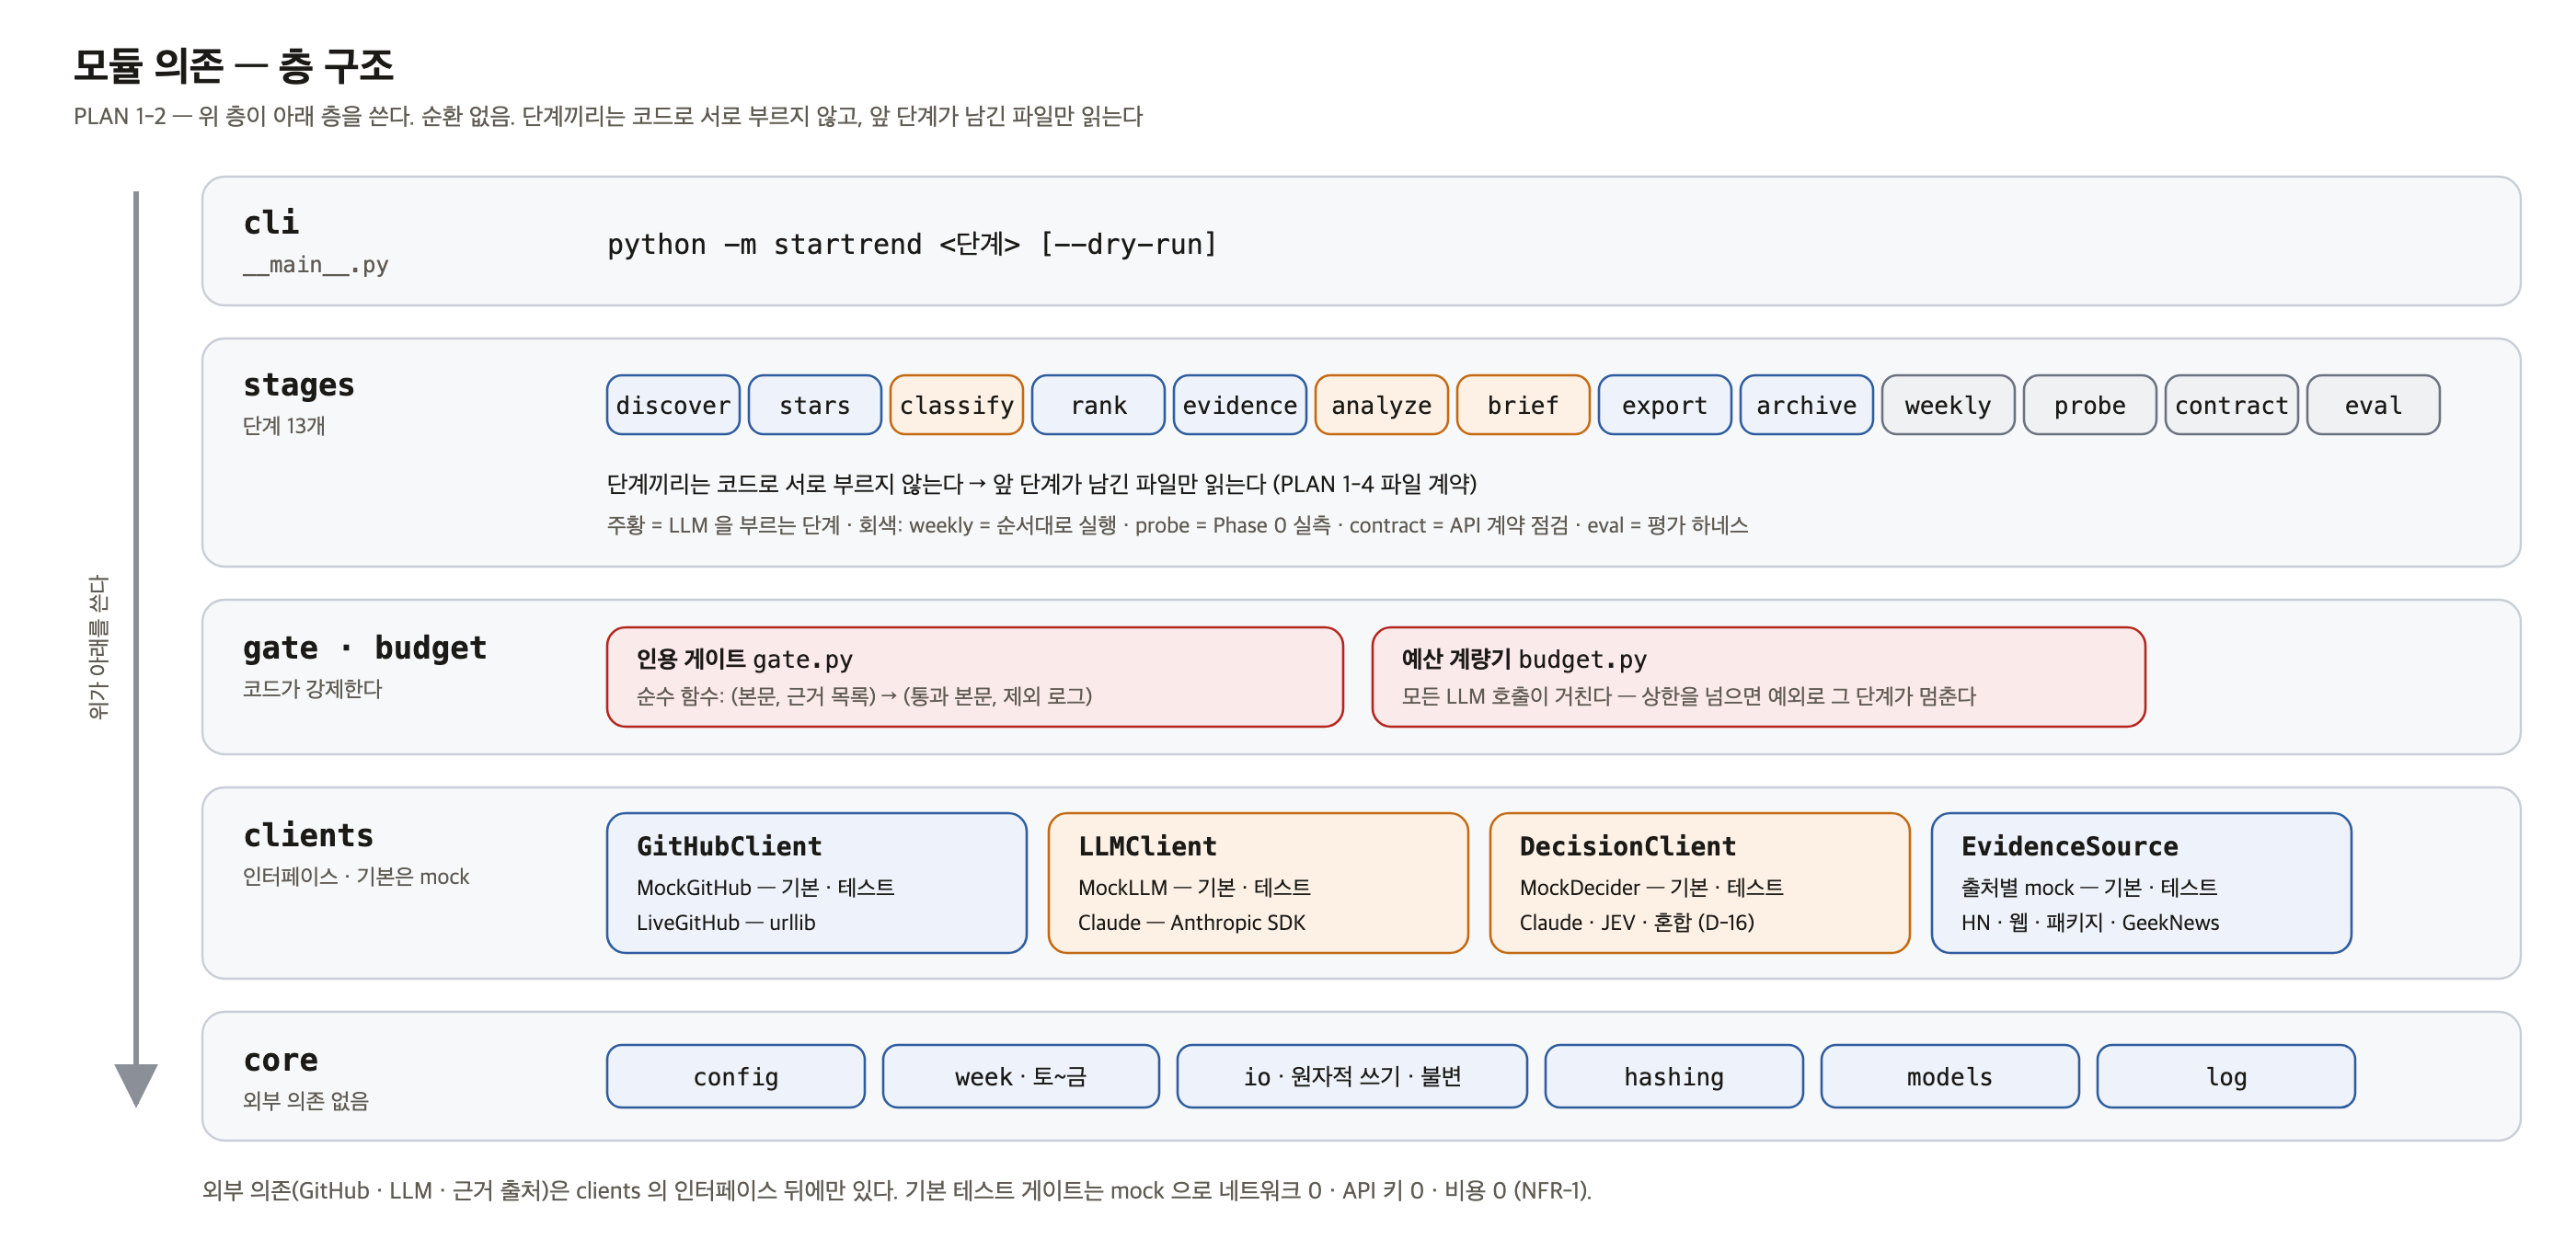 모듈 의존 — 층 구조
PLAN 1-2 — 위 층이 아래 층을 쓴다. 순환 없음. 단계끼리는 코드로 서로 부르지 않고, 앞 단계가 남긴 파일만 읽는다
위가 아래를 쓴다
cli
__main__.py
python -m startrend <단계> [--dry-run]
stages
단계 13개
discover stars classify rank evidence analyze brief export archive weekly probe contract eval
단계끼리는 코드로 서로 부르지 않는다 → 앞 단계가 남긴 파일만 읽는다 (PLAN 1-4 파일 계약)
주황 = LLM 을 부르는 단계 · 회색: weekly = 순서대로 실행 · probe = Phase 0 실측 · contract = API 계약 점검 · eval = 평가 하네스
gate · budget
코드가 강제한다
인용 게이트 gate.py
순수 함수: (본문, 근거 목록) → (통과 본문, 제외 로그)
예산 계량기 budget.py
모든 LLM 호출이 거친다 — 상한을 넘으면 예외로 그 단계가 멈춘다
clients
인터페이스 · 기본은 mock
GitHubClient
MockGitHub — 기본 · 테스트
LiveGitHub — urllib
LLMClient
MockLLM — 기본 · 테스트
Claude — Anthropic SDK
DecisionClient
MockDecider — 기본 · 테스트
Claude · JEV · 혼합 (D-16)
EvidenceSource
출처별 mock — 기본 · 테스트
HN · 웹 · 패키지 · GeekNews
core
외부 의존 없음
config
week · 토~금
io · 원자적 쓰기 · 불변
hashing
models
log
외부 의존(GitHub · LLM · 근거 출처)은 clients 의 인터페이스 뒤에만 있다. 기본 테스트 게이트는 mock 으로 네트워크 0 · API 키 0 · 비용 0 (NFR-1).